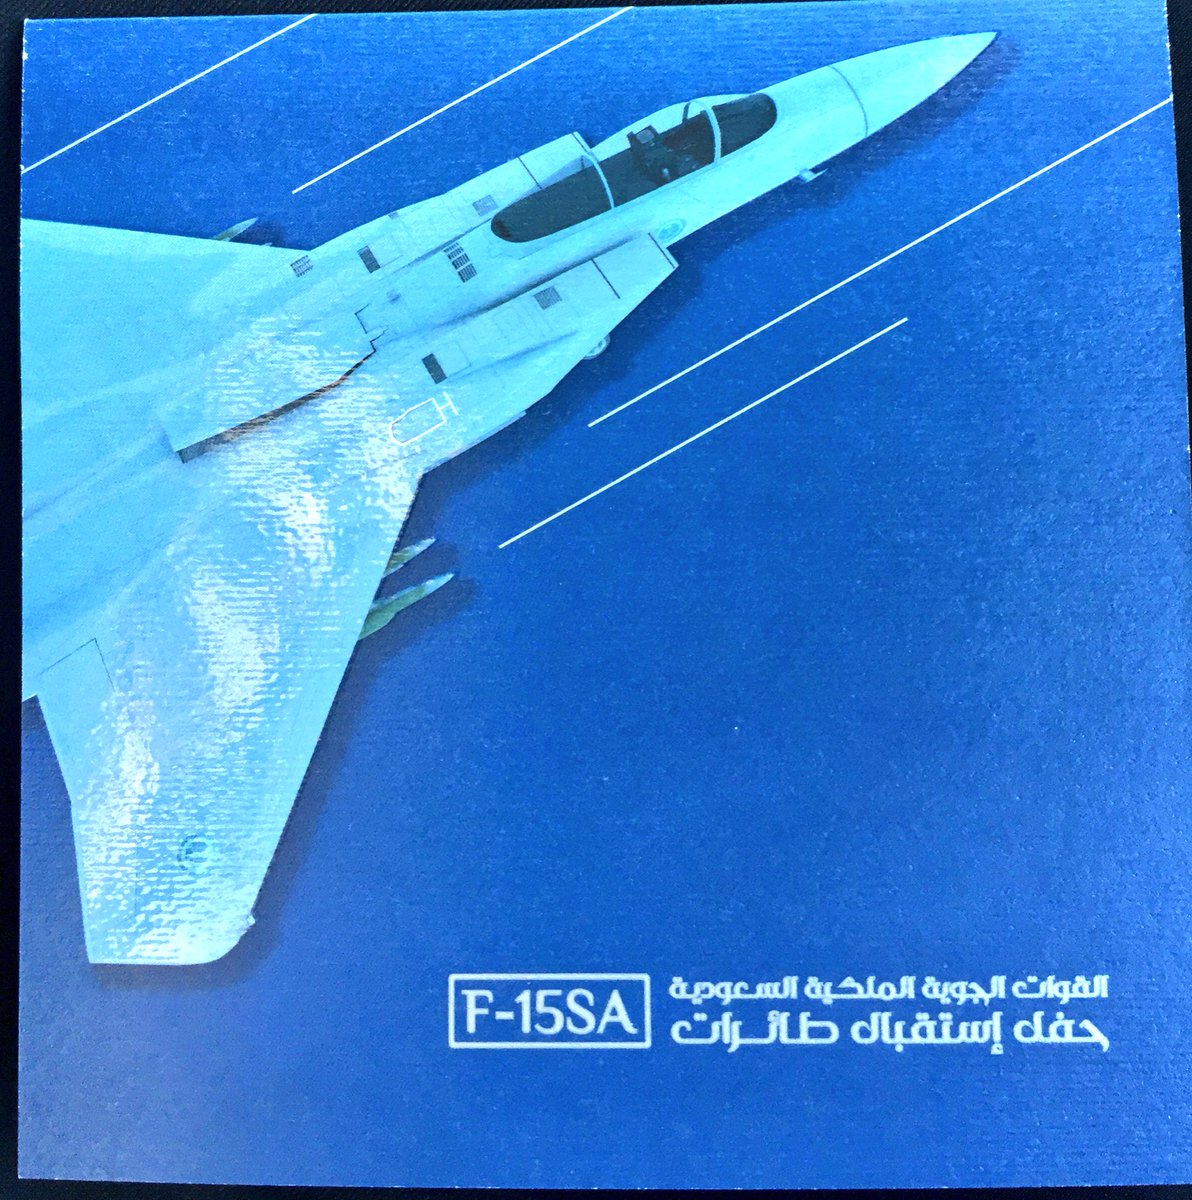 القوات الجوية الملكية السعودية
حفل إستقبال طائرات
F-15SA